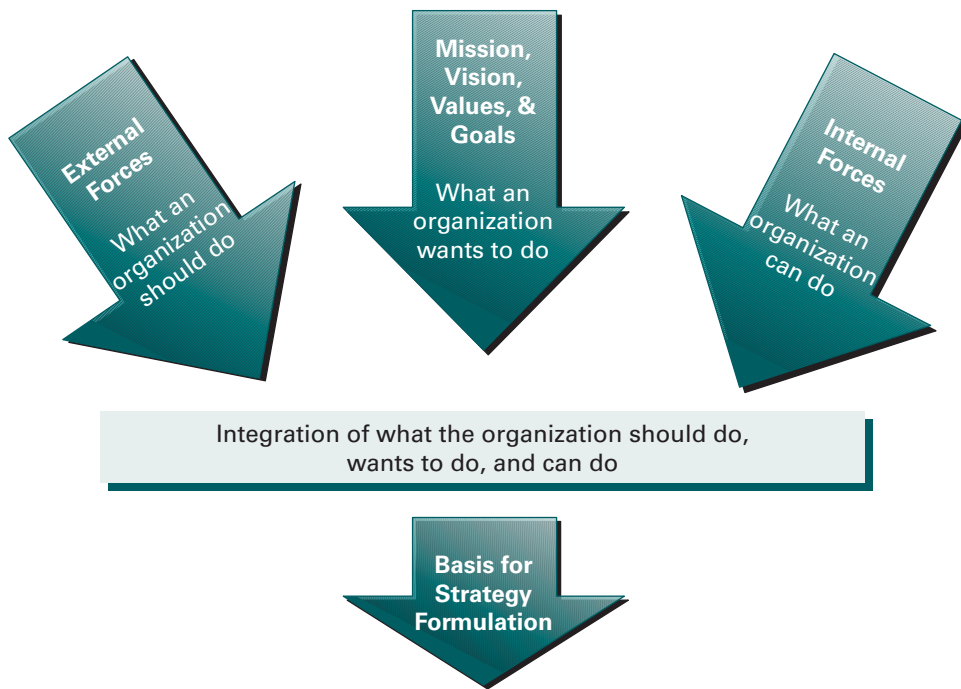 External
Forces
What an
organization
should do
Mission,
Vision,
Values, &
Goals
What an
organization
wants to do
Internal
Forces
What an
organization
can do
Integration of what the organization should do,
wants to do, and can do
Basis for
Strategy
Formulation